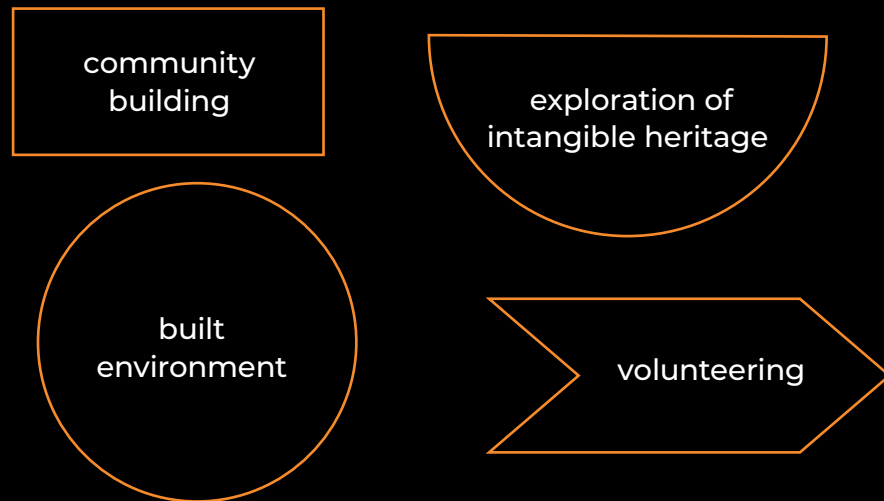 community
building
exploration of
intangible heritage
built
environment
volunteering